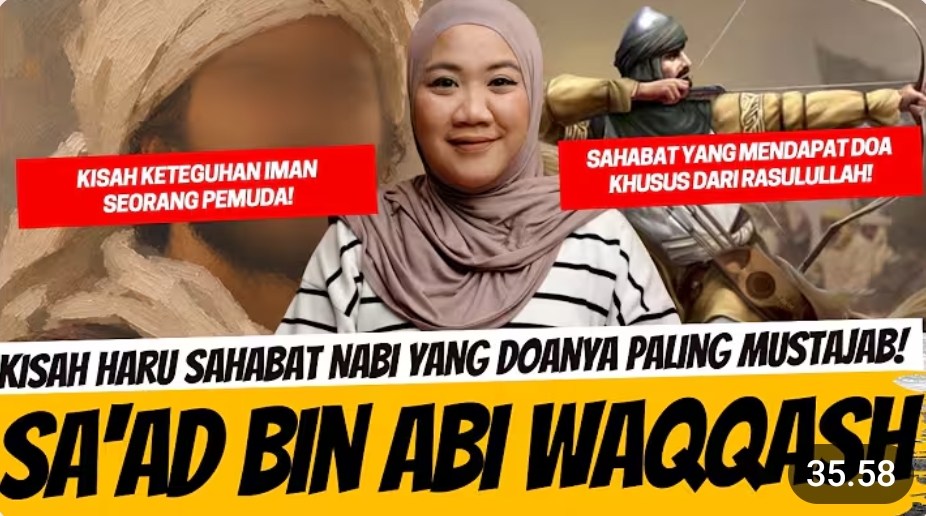 KISAH KETEGUHAN IMAN
SEORANG PEMUDA!
SAHABAT YANG MENDAPAT DOA
KHUSUS DARI RASULULLAH!
KISAH HARU SAHABAT NABI YANG DOANYA PALING MUSTAJAB!
SA'AD BIN ABI WAQQASH
35.58